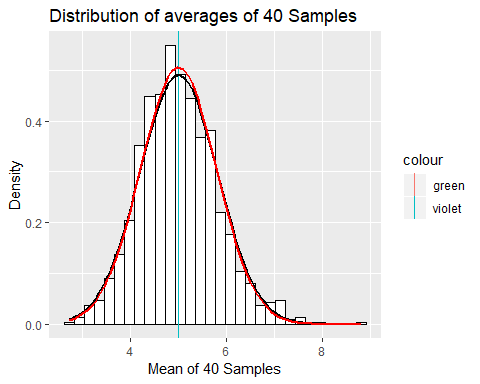 Distribution of averages of 40 Samples
0.4
0.2
0.0
Density
4 6 8
Mean of 40 Samples
colour
green
violet